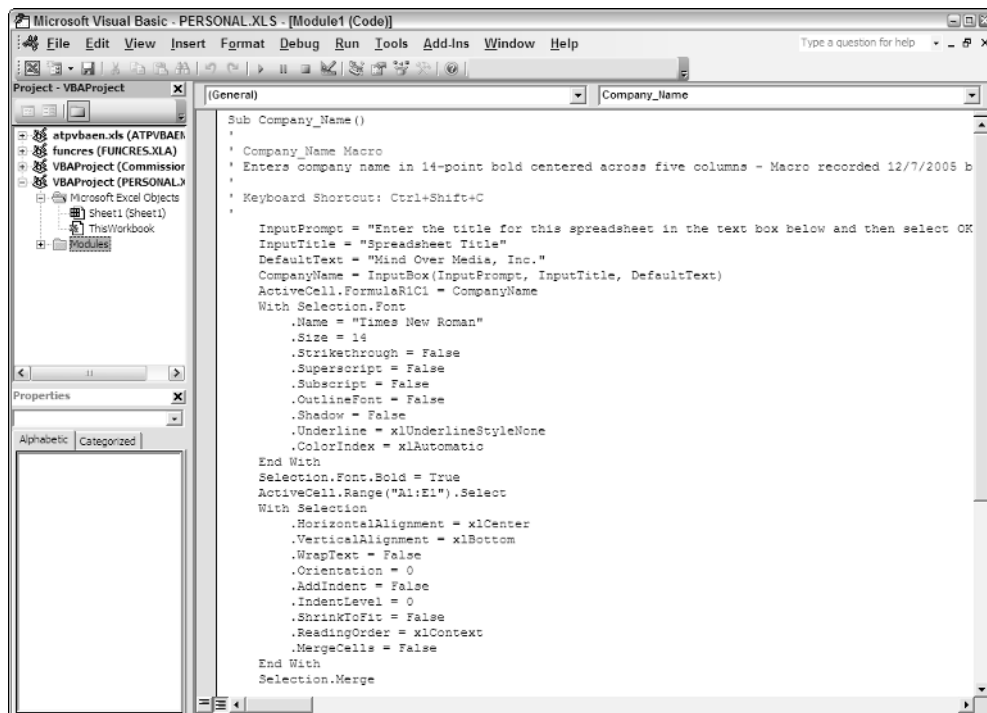 Microsoft Visual Basic - PERSONAL.XLS - [Module1 (Code)]
File Edit View Insert Format Debug Run Tools Add-Ins Window Help
Type a question for help
Project - VBAProject
(General)
Company_Name
atpvbaen.xls (ATPVBAEN
funcres (FUNCRES.XLA)
VBAProject (Commission
VBAProject (PERSONAL.X
Microsoft Excel Objects
Sheet1 (Sheet1)
ThisWorkbook
Modules
Properties
Alphabetic Categorized
Sub Company_Name()
'
' Company_Name Macro
' Enters company name in 14-point bold centered across five columns - Macro recorded 12/7/2005 b
'
' Keyboard Shortcut: Ctrl+Shift+C
'
InputPrompt = "Enter the title for this spreadsheet in the text box below and then select OK
InputTitle = "Spreadsheet Title"
DefaultText = "Mind Over Media, Inc."
CompanyName = InputBox(InputPrompt, InputTitle, DefaultText)
ActiveCell.FormulaR1C1 = CompanyName
With Selection.Font
.Name = "Times New Roman"
.Size = 14
.Strikethrough = False
.Superscript = False
.Subscript = False
.OutlineFont = False
.Shadow = False
.Underline = xlUnderlineStyleNone
.ColorIndex = xlAutomatic
End With
Selection.Font.Bold = True
ActiveCell.Range("A1:E1").Select
With Selection
.HorizontalAlignment = xlCenter
.VerticalAlignment = xlBottom
.WrapText = False
.Orientation = 0
.AddIndent = False
.IndentLevel = 0
.ShrinkToFit = False
.ReadingOrder = xlContext
.MergeCells = False
End With
Selection.Merge